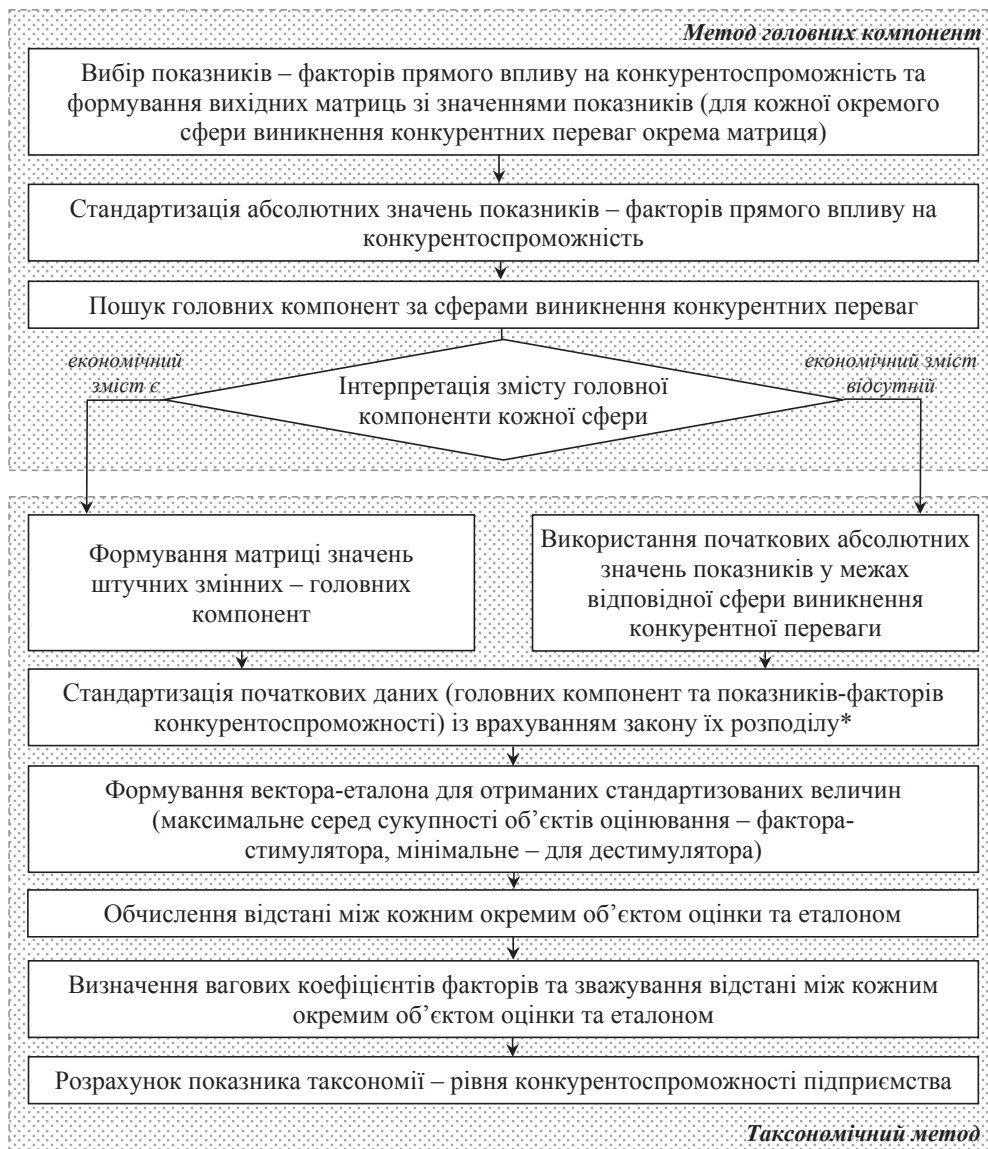 Метод головних компонент
Вибір показників – факторів прямого впливу на конкурентоспроможність та
формування вихідних матриць зі значеннями показників (для кожної окремого
сфери виникнення конкурентних переваг окрема матриця)
Стандартизація абсолютних значень показників – факторів прямого впливу на
конкурентоспроможність
Пошук головних компонент за сферами виникнення конкурентних переваг
економічний
зміст є
Інтерпретація змісту головної
компоненти кожної сфери
економічний зміст
відсутній
Формування матриці значень
штучних змінних – головних
компонент
Використання початкових абсолютних
значень показників у межах
відповідної сфери виникнення
конкурентної переваги
Стандартизація початкових даних (головних компонент та показників-факторів
конкурентоспроможності) із врахуванням закону їх розподілу*
Формування вектора-еталона для отриманих стандартизованих величин
(максимальне серед сукупності об’єктів оцінювання – фактора-
стимулятора, мінімальне – для дестимулятора)
Обчислення відстані між кожним окремим об’єктом оцінки та еталоном
Визначення вагових коефіцієнтів факторів та зважування відстані між кожним
окремим об’єктом оцінки та еталоном
Розрахунок показника таксономії – рівня конкурентоспроможності підприємства
Таксономічний метод